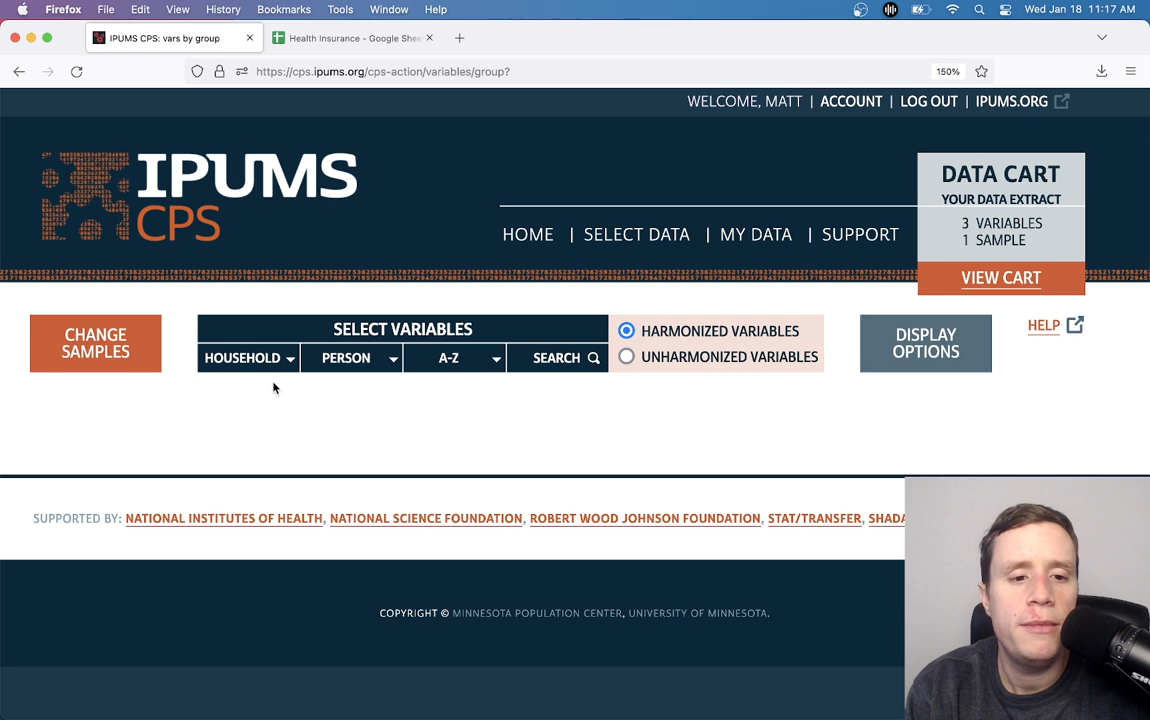 Firefox File Edit View History Bookmarks Tools Window Help Wed Jan 18 11:17 AM
IPUMS CPS: vars by group
Health Insurance - Google She
https://cps.ipums.org/cps-action/variables/group? 150%
WELCOME, MATT | ACCOUNT | LOG OUT | IPUMS.ORG
IPUMS
CPS
HOME | SELECT DATA | MY DATA | SUPPORT
DATA CART
YOUR DATA EXTRACT
3 VARIABLES
1 SAMPLE
VIEW CART
CHANGE
SAMPLES
SELECT VARIABLES
HOUSEHOLD PERSON A-Z SEARCH
HARMONIZED VARIABLES
UNHARMONIZED VARIABLES
DISPLAY
OPTIONS
HELP
SUPPORTED BY: NATIONAL INSTITUTES OF HEALTH, NATIONAL SCIENCE FOUNDATION, ROBERT WOOD JOHNSON FOUNDATION, STAT/TRANSFER, SHADA
COPYRIGHT © MINNESOTA POPULATION CENTER, UNIVERSITY OF MINNESOTA.